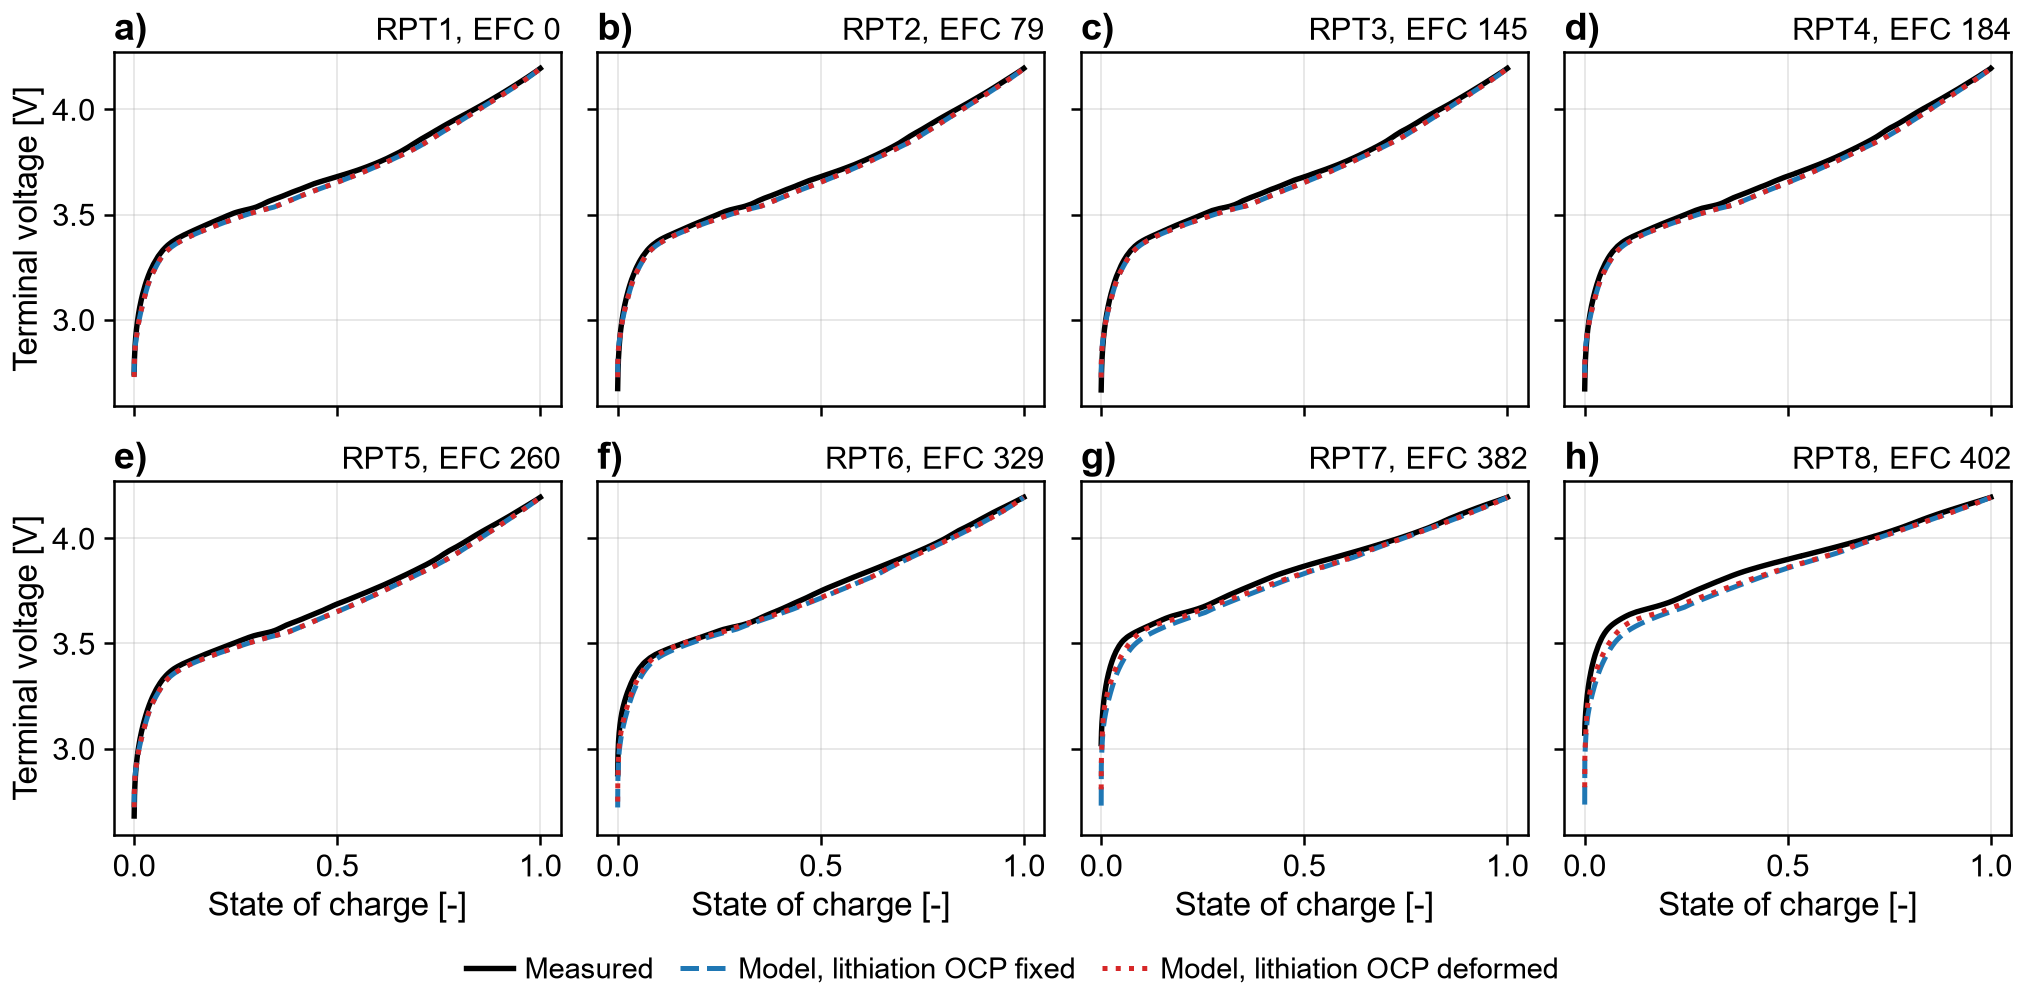 a) RPT1, EFC 0
b) RPT2, EFC 79
c) RPT3, EFC 145
d) RPT4, EFC 184
Terminal voltage [V]
4.0
3.5
3.0
e) RPT5, EFC 260
f) RPT6, EFC 329
g) RPT7, EFC 382
h) RPT8, EFC 402
Terminal voltage [V]
4.0
3.5
3.0
0.0 0.5 1.0
0.0 0.5 1.0
0.0 0.5 1.0
0.0 0.5 1.0
State of charge [-]
State of charge [-]
State of charge [-]
State of charge [-]
Measured
Model, lithiation OCP fixed
Model, lithiation OCP deformed